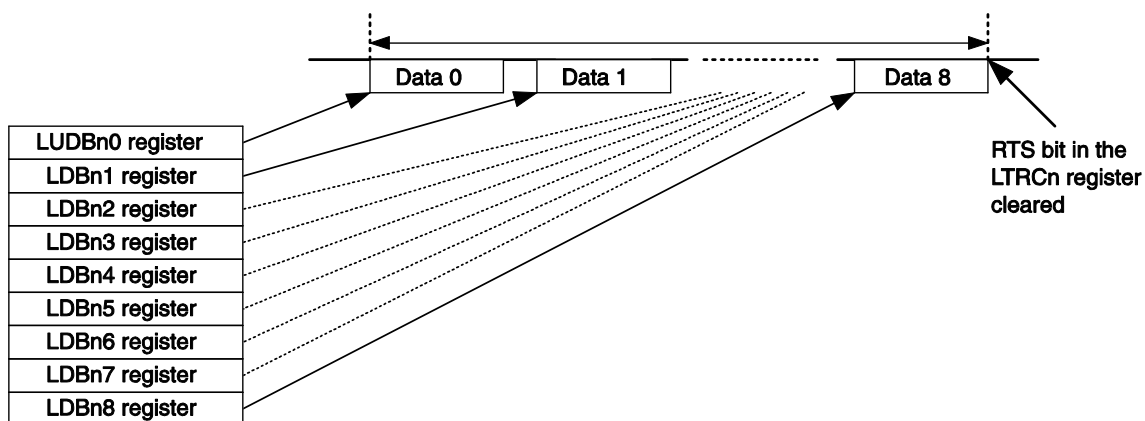 Data 0
Data 1
Data 8
LUDBn0 register
LDBn1 register
LDBn2 register
LDBn3 register
LDBn4 register
LDBn5 register
LDBn6 register
LDBn7 register
LDBn8 register
RTS bit in the
LTRCn register
cleared